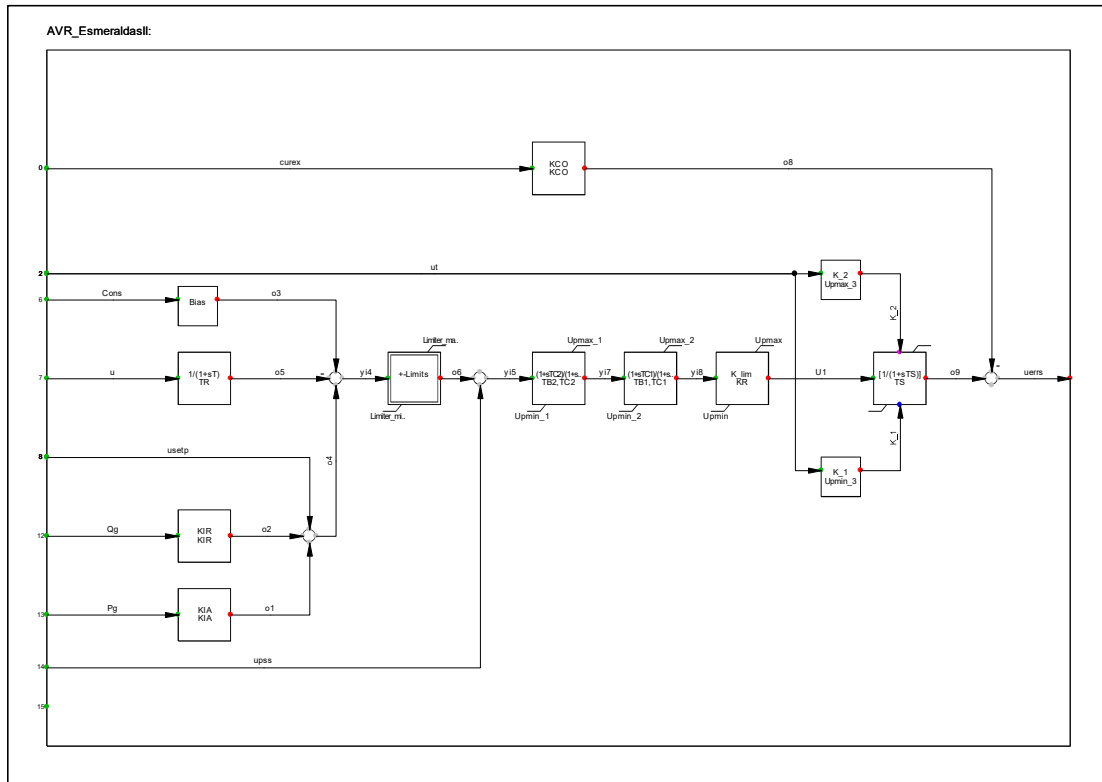 AVR_EsmeraldasII:
0
curex
KCO
KCO
o8
-
2
ut
K_2
Upmax_3
6
Cons
Bias
o3
K_2
Limiter_ma..
Upmax_1
Upmax_2
Upmax
7
u
1/(1+sT)
TR
o5
-
yi4
+-Limits
o6
yi5
(1+sTC2)/(1+s..
TB2,TC2
yi7
(1+sTC1)/(1+s..
TB1,TC1
yi8
K_lim
KR
U1
[1/(1+sTS)]
TS
o9
-
uerrs
Limiter_mi..
Upmin_1
Upmin_2
Upmin
8
usetp
o4
K_1
K_1
Upmin_3
12
Qg
KIR
KIR
o2
13
Pg
KIA
KIA
o1
14
upss
15